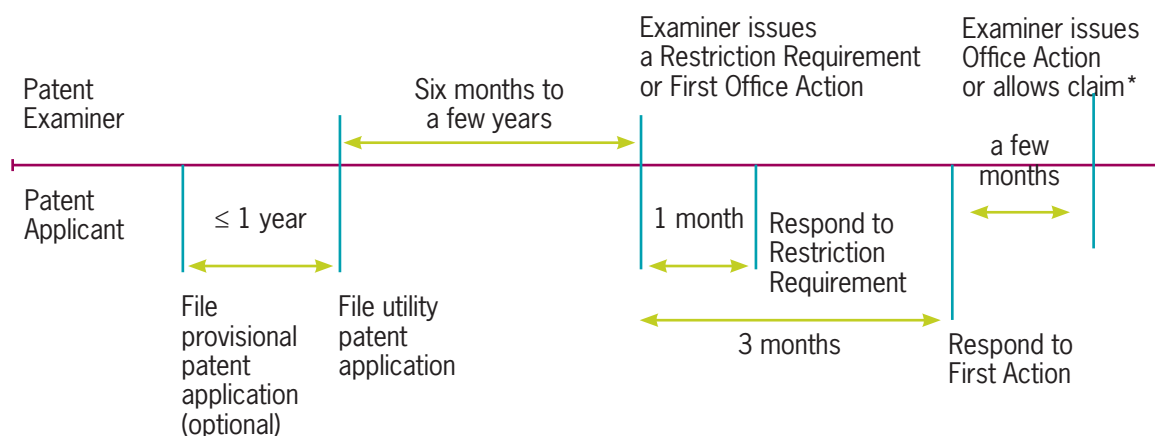 Examiner issues
a Restriction Requirement
or First Office Action
Examiner issues
Office Action
or allows claim*
Patent
Examiner
Six months to
a few years
a few
months
Patent
Applicant
≤ 1 year
1 month
Respond to
Restriction
Requirement
File
provisional
patent
application
(optional)
File utility
patent
application
3 months
Respond to
First Action